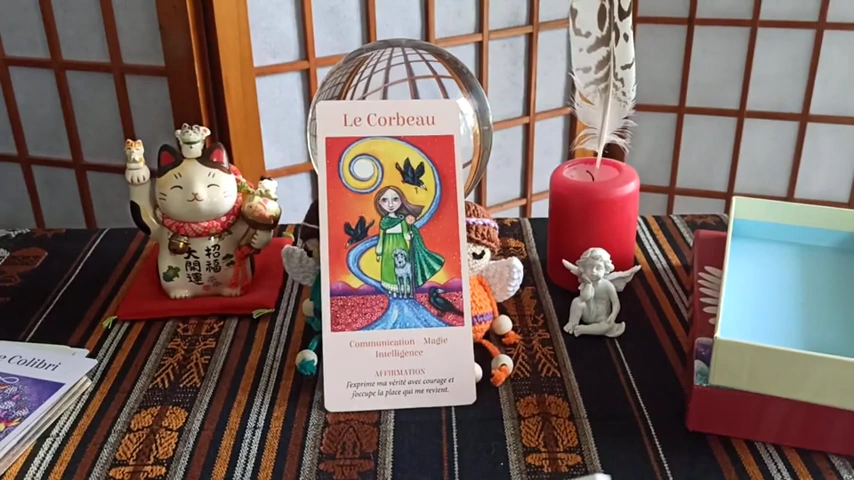 Le Corbeau
Communication Magie
Intelligence
AFFIRMATION
J'exprime ma vérité avec courage et
j'occupe la place qui me revient.
招福
大開運
e Colibri